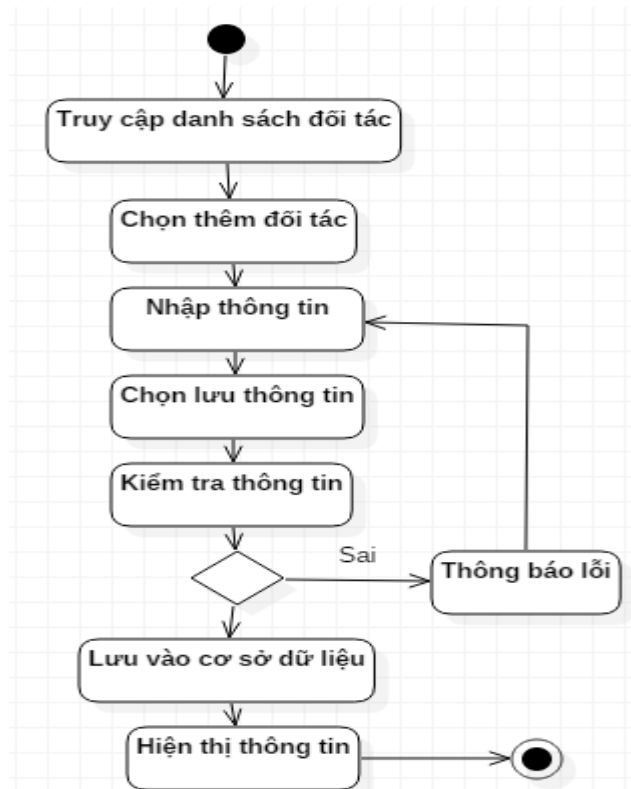 Truy cập danh sách đối tác
Chọn thêm đối tác
Nhập thông tin
Chọn lưu thông tin
Kiểm tra thông tin
Sai
Thông báo lỗi
Lưu vào cơ sở dữ liệu
Hiện thị thông tin